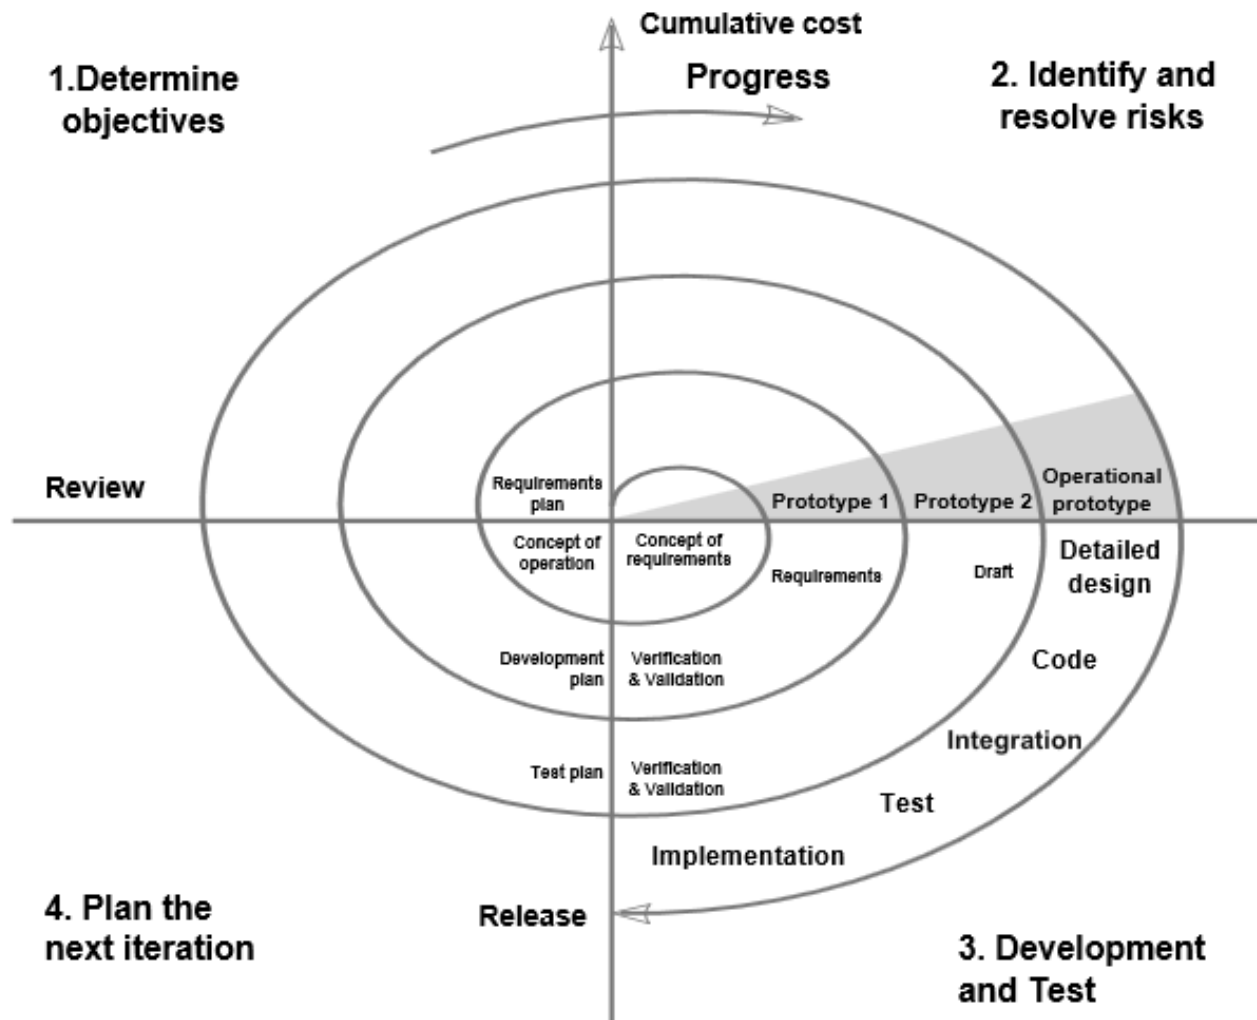 Cumulative cost
Progress
1.Determine
objectives
2. Identify and
resolve risks
Review
Requirements
plan
Prototype 1
Prototype 2
Operational
prototype
Concept of
operation
Concept of
requirements
Requirements
Draft
Detailed
design
Development
plan
Verification
& Validation
Code
Integration
Test plan
Verification
& Validation
Test
Implementation
Release
4. Plan the
next iteration
3. Development
and Test